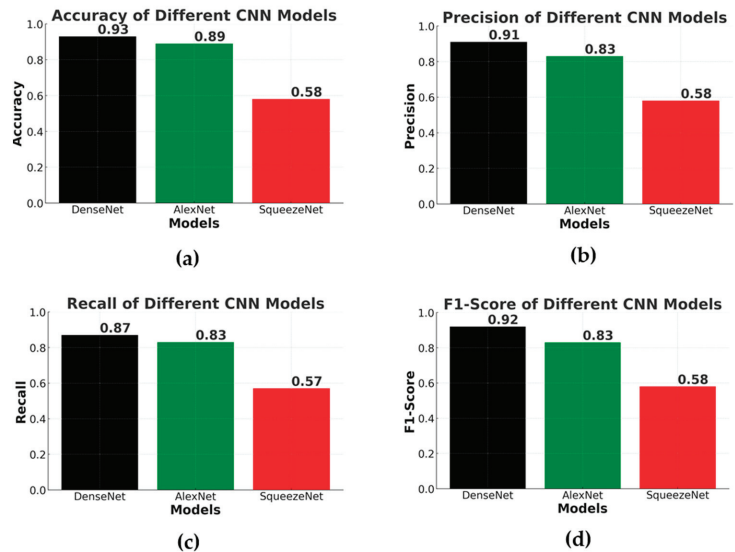 Accuracy of Different CNN Models
1.0
0.8
0.6
0.4
0.2
0.0
Accuracy
0.93
0.89
0.58
DenseNet
AlexNet
SqueezeNet
Models
(a)
Precision of Different CNN Models
1.0
0.8
0.6
0.4
0.2
0.0
Precision
0.91
0.83
0.58
DenseNet
AlexNet
SqueezeNet
Models
(b)
Recall of Different CNN Models
1.0
0.8
0.6
0.4
0.2
0.0
Recall
0.87
0.83
0.57
DenseNet
AlexNet
SqueezeNet
Models
(c)
F1-Score of Different CNN Models
1.0
0.8
0.6
0.4
0.2
0.0
F1-Score
0.92
0.83
0.58
DenseNet
AlexNet
SqueezeNet
Models
(d)